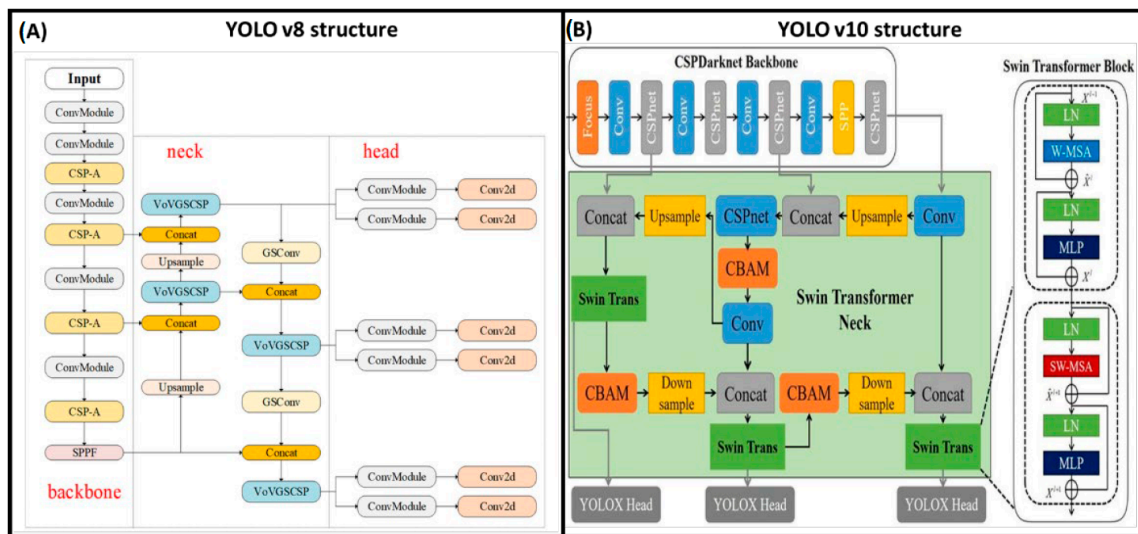 (A)
YOLO v8 structure
Input
ConvModule
ConvModule
CSP-A
ConvModule
CSP-A
ConvModule
CSP-A
ConvModule
CSP-A
SPPF
backbone
neck
VoVGSCSP
Concat
Upsample
VoVGSCSP
Concat
Upsample
GSConv
Concat
VoVGSCSP
GSConv
Concat
VoVGSCSP
head
ConvModule
Conv2d
ConvModule
Conv2d
ConvModule
Conv2d
ConvModule
Conv2d
ConvModule
Conv2d
ConvModule
Conv2d
(B)
YOLO v10 structure
CSPDarknet Backbone
Focus
Conv
CSPnet
Conv
CSPnet
Conv
CSPnet
Conv
SPP
CSPnet
Concat
Upsample
CSPnet
Concat
Upsample
Conv
CBAM
Swin Trans
Conv
Swin Transformer
Neck
CBAM
Down
sample
Concat
CBAM
Down
sample
Concat
Swin Trans
Swin Trans
YOLOX Head
YOLOX Head
YOLOX Head
Swin Transformer Block
LN
W-MSA
LN
MLP
LN
SW-MSA
LN
MLP